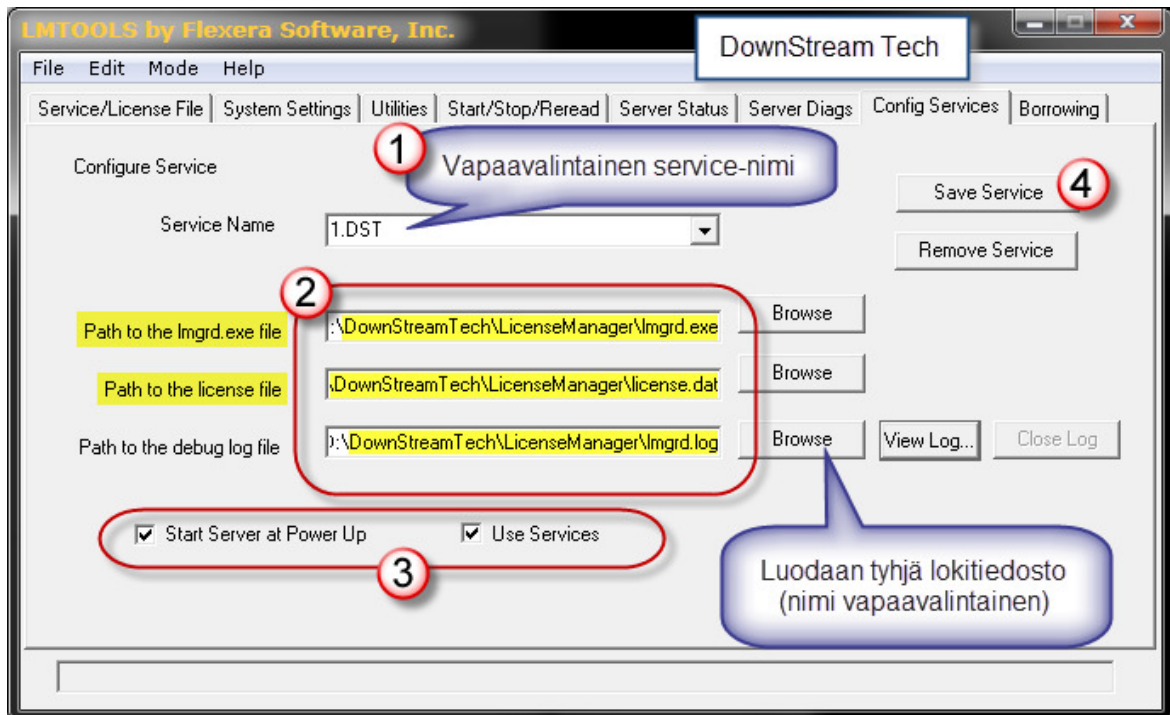 LMTOOLS by Flexera Software, Inc.
DownStream Tech
File Edit Mode Help
Service/License File System Settings Utilities Start/Stop/Reread Server Status Server Diags Config Services Borrowing
1
Vapaavalintainen service-nimi
Configure Service
Save Service
4
Service Name
1.DST
Remove Service
2
Path to the lmgrd.exe file
:\DownStreamTech\LicenseManager\lmgrd.exe
Browse
Path to the license file
\DownStreamTech\LicenseManager\license.dat
Browse
Path to the debug log file
):\DownStreamTech\LicenseManager\lmgrd.log
Browse
View Log...
Close Log
Start Server at Power Up
Use Services
3
Luodaan tyhjä lokitiedosto
(nimi vapaavalintainen)